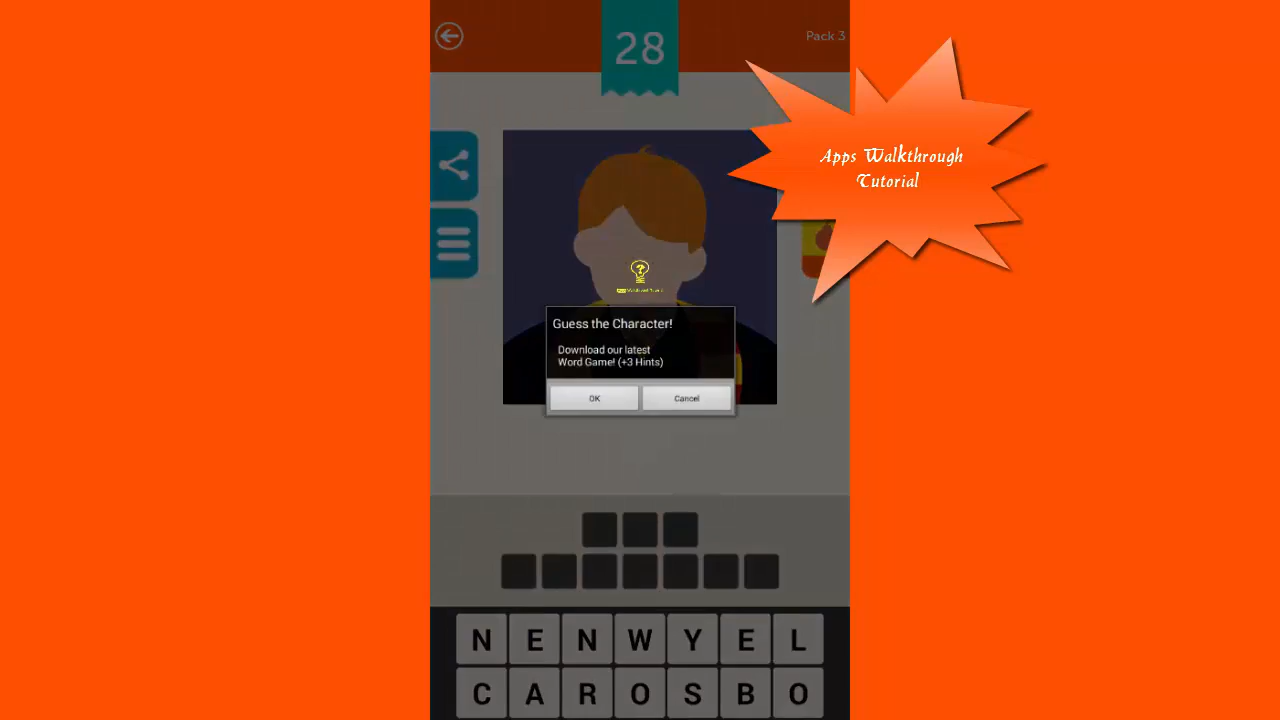 28
Pack 3
Apps Walkthrough
Tutorial
Guess the Character!
Download our latest
Word Game! (+3 Hints)
OK
Cancel
N E N W Y E L
C A R O S B O